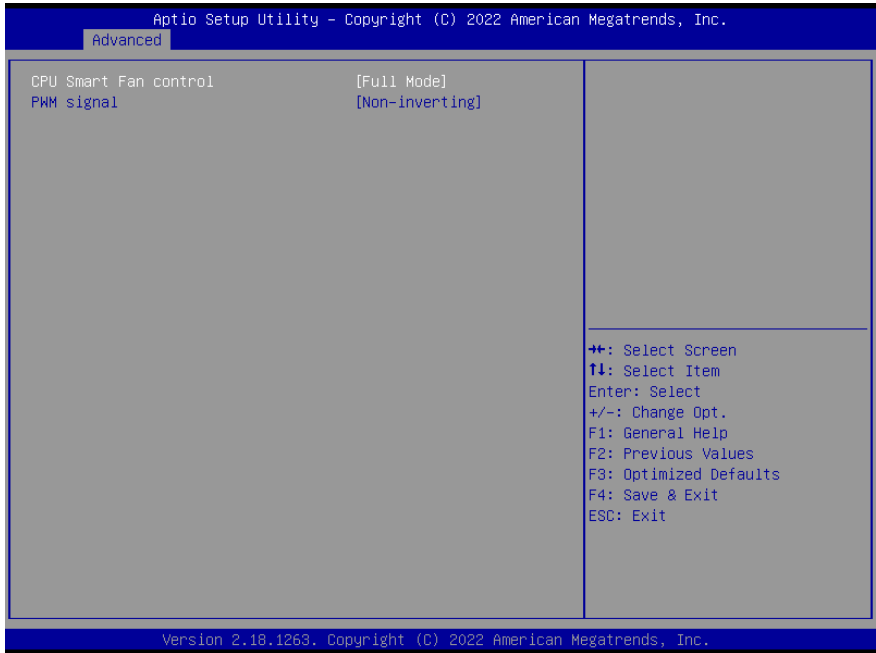 Aptio Setup Utility – Copyright (C) 2022 American Megatrends, Inc.
Advanced
CPU Smart Fan control [Full Mode]
PWM signal [Non-inverting]
→←: Select Screen
↑↓: Select Item
Enter: Select
+/-: Change Opt.
F1: General Help
F2: Previous Values
F3: Optimized Defaults
F4: Save & Exit
ESC: Exit
Version 2.18.1263. Copyright (C) 2022 American Megatrends, Inc.